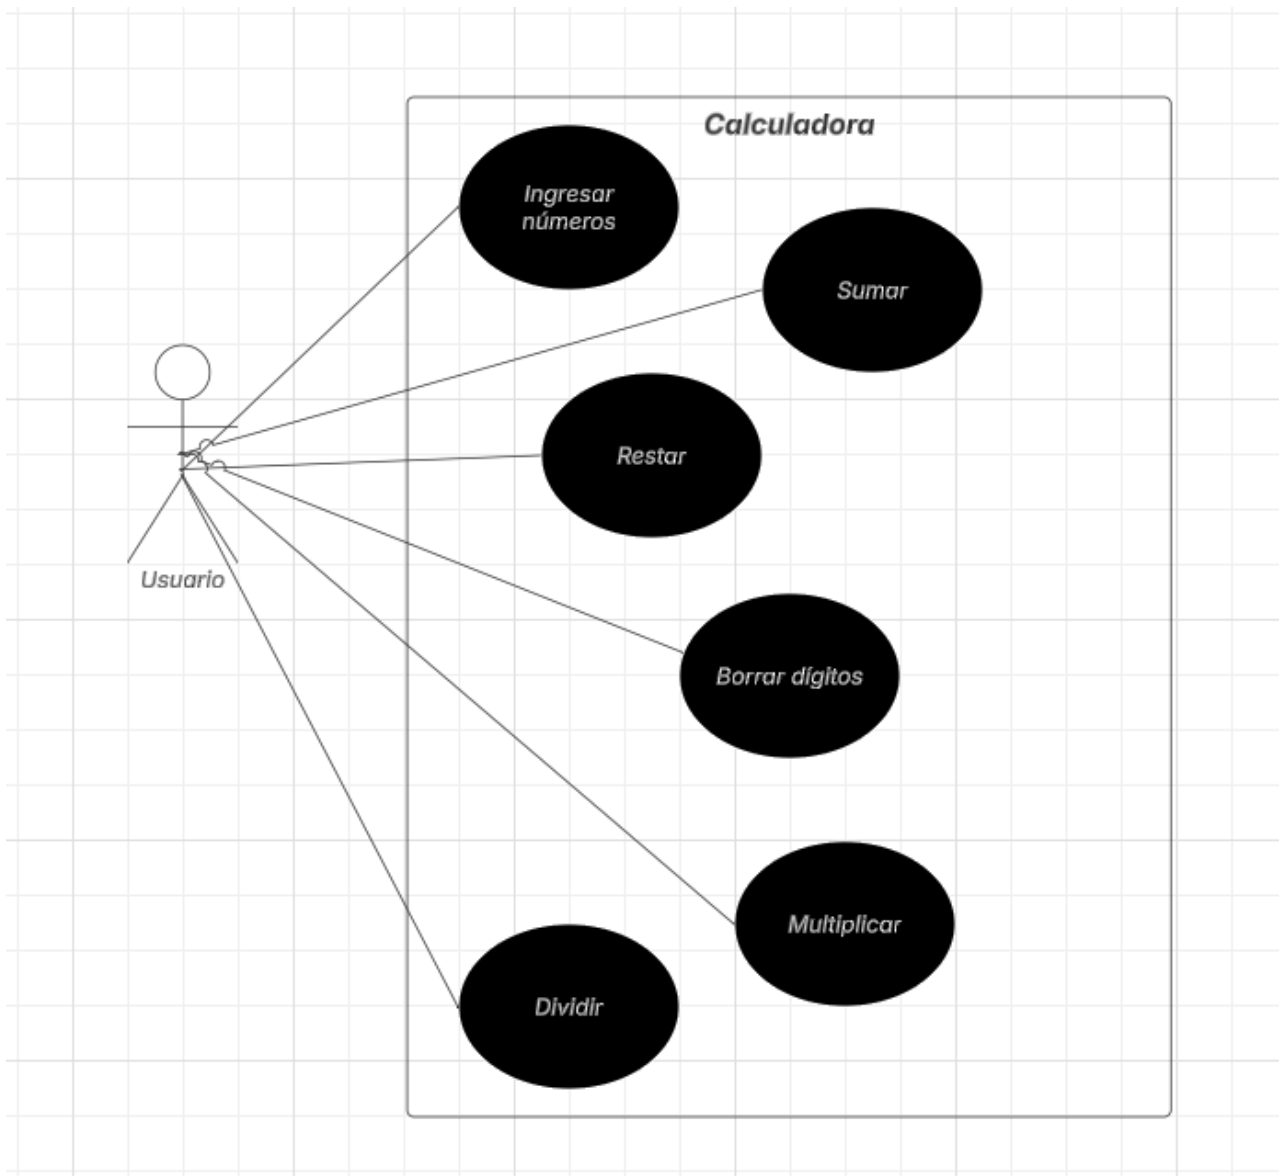 Calculadora
Ingresar
números
Sumar
Restar
Usuario
Borrar dígitos
Multiplicar
Dividir